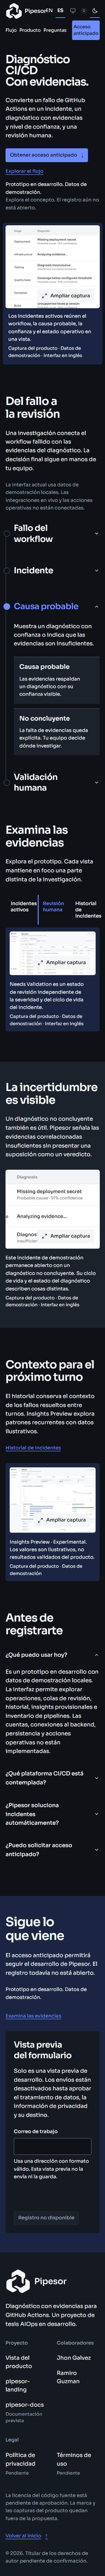 Pipesor EN ES
Flujo Producto Preguntas Acceso anticipado
Diagnóstico
CI/CD
Con evidencias.
Convierte un fallo de GitHub
Actions en un incidente, un
diagnóstico con evidencias
y nivel de confianza, y una
revisión humana.
Obtener acceso anticipado ↓
Explorar el flujo
Prototipo en desarrollo. Datos de
demostración.
Explora el concepto. El registro aún no
está abierto.
Diagnosis
Missing deployment secret
Analyzing evidence...
Ampliar captura
Los incidentes activos reúnen el
workflow, la causa probable, la
confianza y el estado operativo en
una vista.
Captura del producto · Datos de
demostración · Interfaz en inglés
Del fallo a
la revisión
Una investigación conecta el
workflow fallido con las
evidencias del diagnóstico. La
decisión final sigue en manos de
tu equipo.
La interfaz actual usa datos de
demostración locales. Las
integraciones en vivo y las acciones
operativas no están conectadas.
Fallo del
workflow
Incidente
Causa probable
Muestra un diagnóstico con
confianza o indica que las
evidencias son insuficientes.
Causa probable
Las evidencias respaldan
un diagnóstico con su
confianza visible.
No concluyente
La falta de evidencias queda
explícita. Tu equipo decide
dónde investigar.
Validación
humana
Examina las
evidencias
Explora el prototipo. Cada vista
mantiene en foco una parte
distinta de la investigación.
Incidentes
activos
Revisión
humana
Historial
de
incidentes
Ampliar captura
Needs Validation es un estado
de revisión independiente de
la severidad y del ciclo de vida
del incidente.
Captura del producto · Datos de
demostración · Interfaz en inglés
La incertidumbre
es visible
Un diagnóstico no concluyente
también es útil. Pipesor señala las
evidencias correlacionadas
faltantes o insuficientes sin
presentar una suposición como un
veredicto.
Diagnosis
Missing deployment secret
Probable cause · 91% confidence
Analyzing evidence...
Ampliar captura
Este incidente de demostración
permanece abierto con un
diagnóstico no concluyente. Su ciclo
de vida y el estado del diagnóstico
describen cosas distintas.
Captura del producto · Datos de
demostración · Interfaz en inglés
Contexto para el
próximo turno
El historial conserva el contexto
de los fallos resueltos entre
turnos. Insights Preview explora
patrones recurrentes con datos
ilustrativos.
Historial de incidentes
Ampliar captura
Insights Preview · Experimental.
Los valores son ilustrativos, no
resultados validados del producto.
Captura del producto · Datos de
demostración
Antes de
registrarte
¿Qué puedo usar hoy?
Es un prototipo en desarrollo con
datos de demostración locales.
La interfaz permite explorar
operaciones, colas de revisión,
historial, Insights provisionales e
inventario de pipelines. Las
cuentas, conexiones al backend,
persistencia y acciones
operativas no están
implementadas.
¿Qué plataforma CI/CD está
contemplada?
¿Pipesor soluciona
incidentes
automáticamente?
¿Puedo solicitar acceso
anticipado?
Sigue lo
que viene
El acceso anticipado permitirá
seguir el desarrollo de Pipesor. El
registro todavía no está abierto.
Prototipo en desarrollo. Datos de
demostración.
Examina las evidencias
Vista previa
del formulario
Solo es una vista previa de
desarrollo. Los envíos están
desactivados hasta aprobar
el tratamiento de datos, la
información de privacidad
y su destino.
Correo de trabajo
Usa una dirección con formato
válido. Esta vista previa no la
envía ni la guarda.
Registro no disponible
Pipesor
Diagnóstico con evidencias para
GitHub Actions. Un proyecto de
tesis AIOps en desarrollo.
Proyecto
Vista del
producto
pipesor-
landing
pipesor-docs
Documentación
prevista
Colaboradores
Jhon Galvez
Ramiro
Guzman
Legal
Política de
privacidad
Pendiente
Términos de
uso
Pendiente
La licencia del código fuente está
pendiente de aprobación. La marca y
las capturas del producto quedan
fuera de la propuesta.
Volver al inicio ↑
© 2026. Titular de los derechos de
autor pendiente de confirmación.